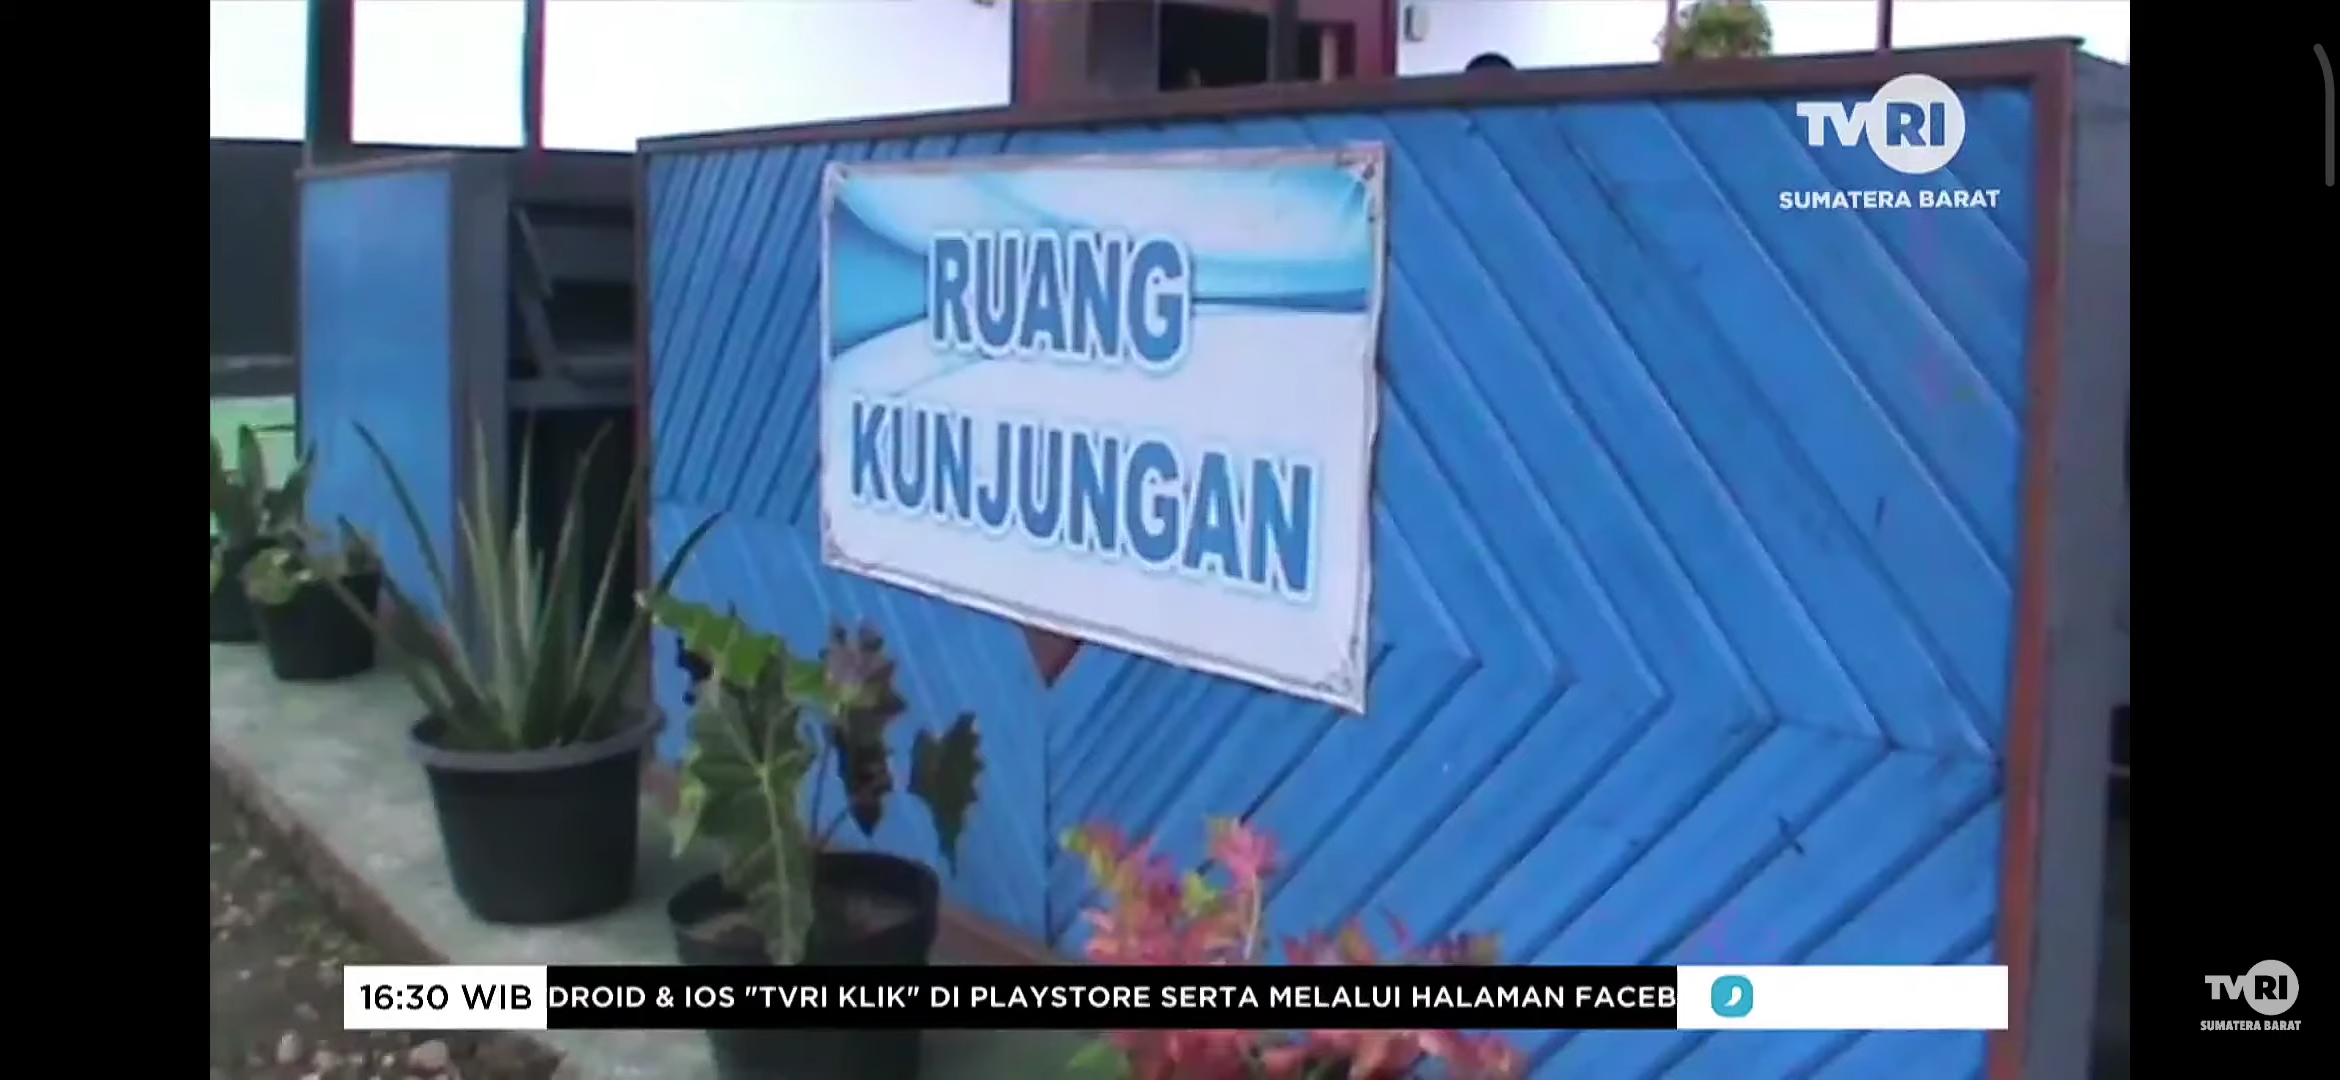 TVRI
SUMATERA BARAT
RUANG
KUNJUNGAN
16:30 WIB
DROID & IOS "TVRI KLIK" DI PLAYSTORE SERTA MELALUI HALAMAN FACEB
TVRI
SUMATERA BARAT